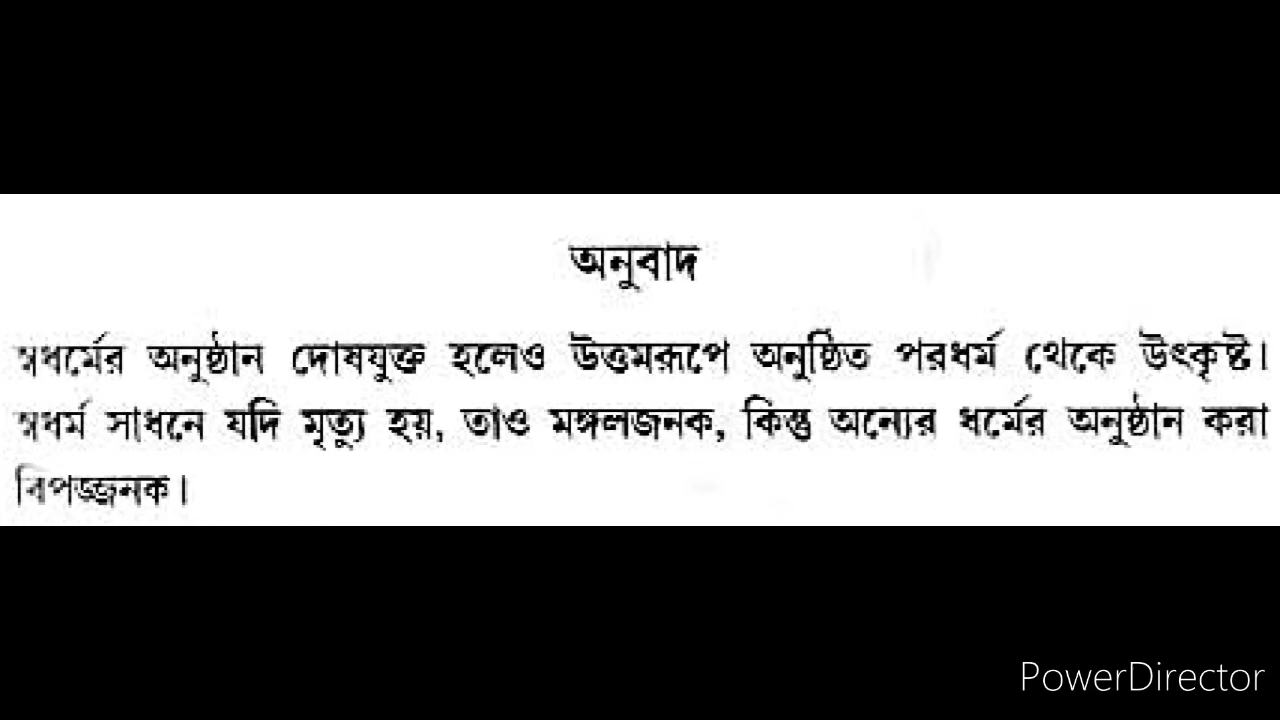 অনুবাদ
স্বধর্মের অনুষ্ঠান দোষযুক্ত হলেও উত্তমরূপে অনুষ্ঠিত পরধর্ম থেকে উৎকৃষ্ট।
স্বধর্ম সাধনে যদি মৃত্যু হয়, তাও মঙ্গলজনক, কিন্তু অন্যের ধর্মের অনুষ্ঠান করা
বিপজ্জনক।
PowerDirector